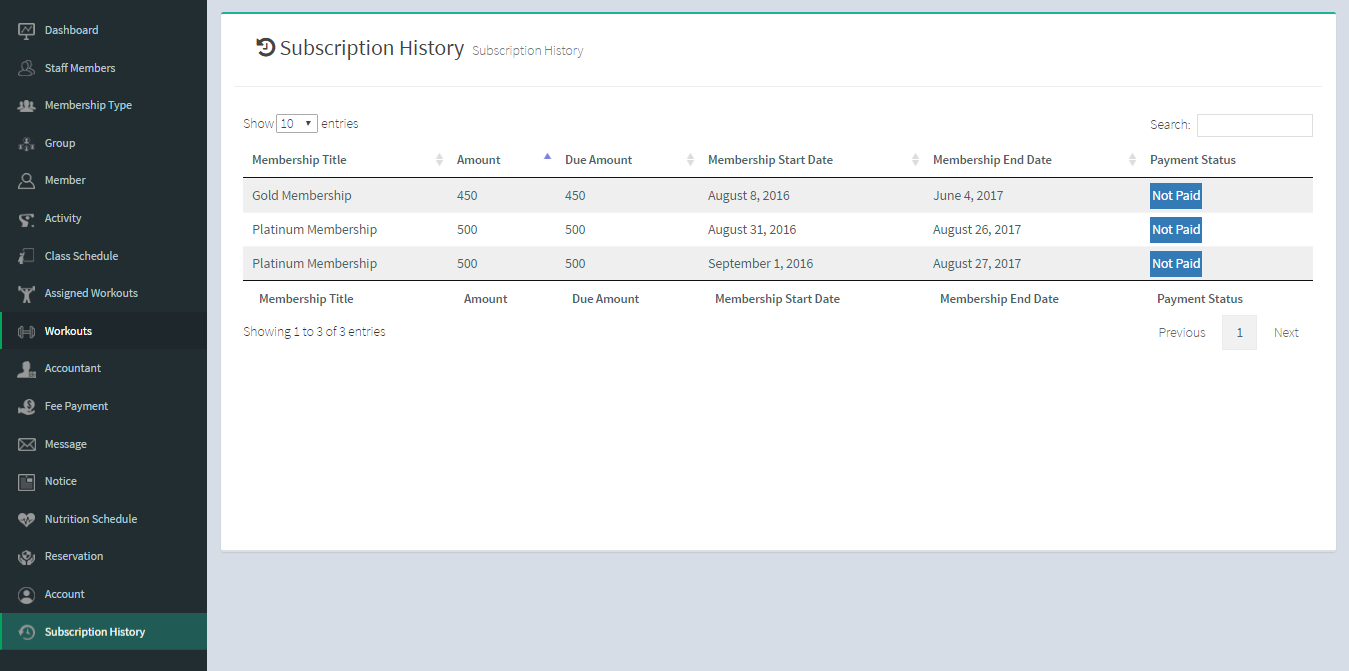 Dashboard
Staff Members
Membership Type
Group
Member
Activity
Class Schedule
Assigned Workouts
Workouts
Accountant
Fee Payment
Message
Notice
Nutrition Schedule
Reservation
Account
Subscription History
Subscription History Subscription History
Show 10 entries Search:
Membership Title Amount Due Amount Membership Start Date Membership End Date Payment Status
Gold Membership 450 450 August 8, 2016 June 4, 2017 Not Paid
Platinum Membership 500 500 August 31, 2016 August 26, 2017 Not Paid
Platinum Membership 500 500 September 1, 2016 August 27, 2017 Not Paid
Membership Title Amount Due Amount Membership Start Date Membership End Date Payment Status
Showing 1 to 3 of 3 entries Previous 1 Next